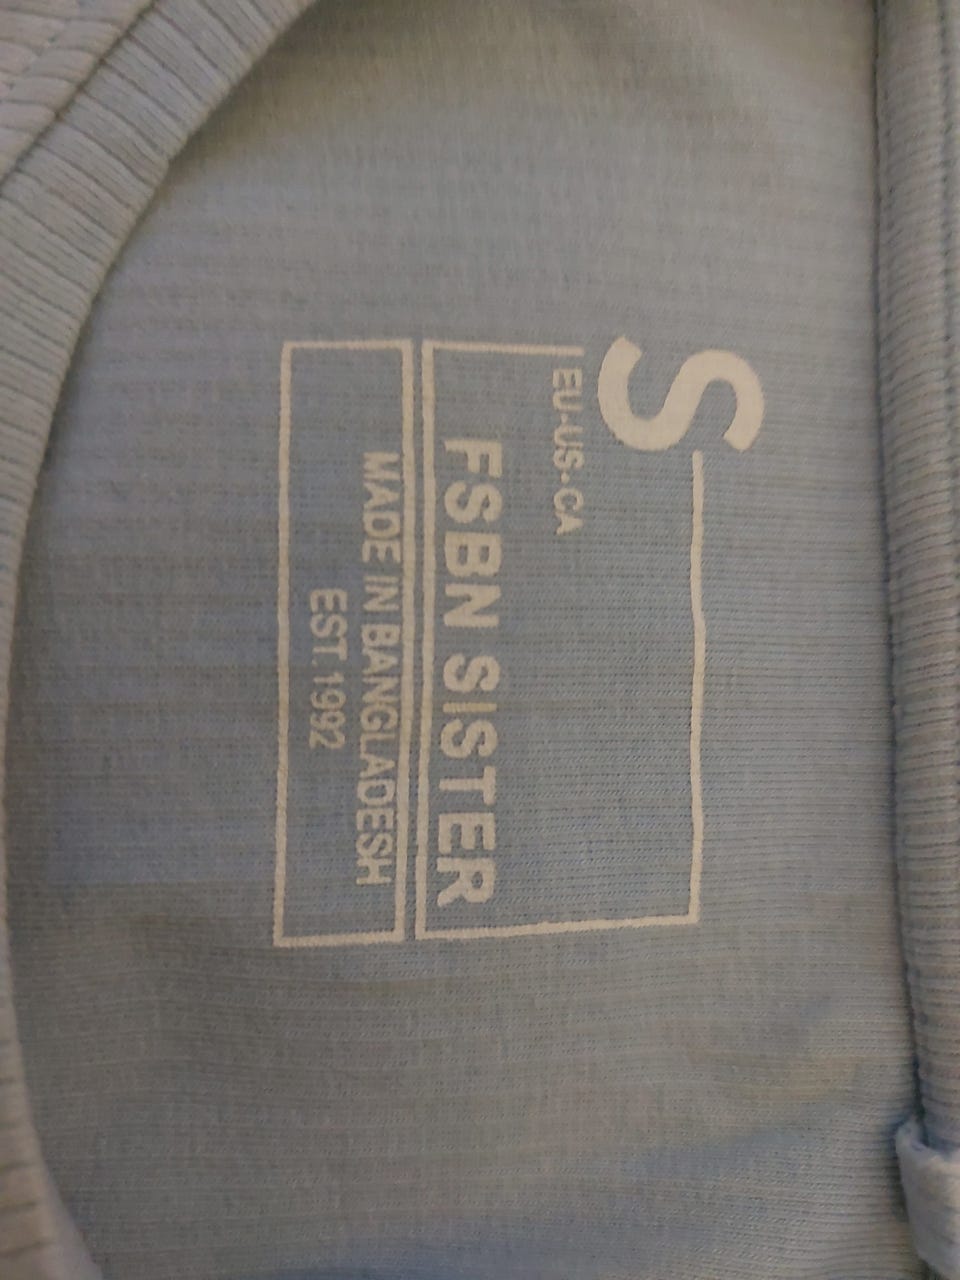 S
EU·US·CA
FSBN SISTER
MADE IN BANGLADESH
EST.1992